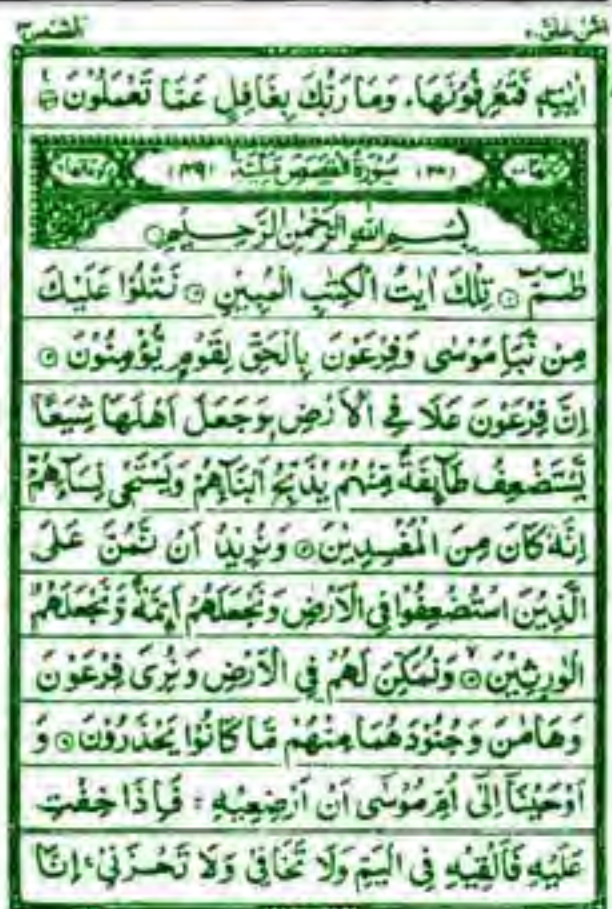 اٰيٰتِهٖ فَتَعْرِفُوْنَهَا، وَمَا رَبُّكَ بِغَافِلٍ عَمَّا تَعْمَلُوْنَ
سُوْرَةُ الْقَصَصِ مَكِّيَّةٌ
بِسْمِ اللّٰهِ الرَّحْمٰنِ الرَّحِيْمِ
طٰسٓمّٓ تِلْكَ اٰيٰتُ الْكِتٰبِ الْمُبِيْنِ نَتْلُوْا عَلَيْكَ
مِنْ نَّبَاِ مُوْسٰى وَفِرْعَوْنَ بِالْحَقِّ لِقَوْمٍ يُّؤْمِنُوْنَ
اِنَّ فِرْعَوْنَ عَلَا فِى الْاَرْضِ وَجَعَلَ اَهْلَهَا شِيَعًا
يَّسْتَضْعِفُ طَآئِفَةً مِّنْهُمْ يُذَبِّحُ اَبْنَآءَهُمْ وَيَسْتَحْىٖ نِسَآءَهُمْ
اِنَّهٗ كَانَ مِنَ الْمُفْسِدِيْنَ وَنُرِيْدُ اَنْ نَّمُنَّ عَلَى
الَّذِيْنَ اسْتُضْعِفُوْا فِى الْاَرْضِ وَنَجْعَلَهُمْ اَئِمَّةً وَّنَجْعَلَهُمُ
الْوٰرِثِيْنَ وَنُمَكِّنَ لَهُمْ فِى الْاَرْضِ وَنُرِىَ فِرْعَوْنَ
وَهَامٰنَ وَجُنُوْدَهُمَا مِنْهُمْ مَّا كَانُوْا يَحْذَرُوْنَ وَ
اَوْحَيْنَآ اِلٰٓى اُمِّ مُوْسٰٓى اَنْ اَرْضِعِيْهِ فَاِذَا خِفْتِ
عَلَيْهِ فَاَلْقِيْهِ فِى الْيَمِّ وَلَا تَخَافِىْ وَلَا تَحْزَنِىْ اِنَّا